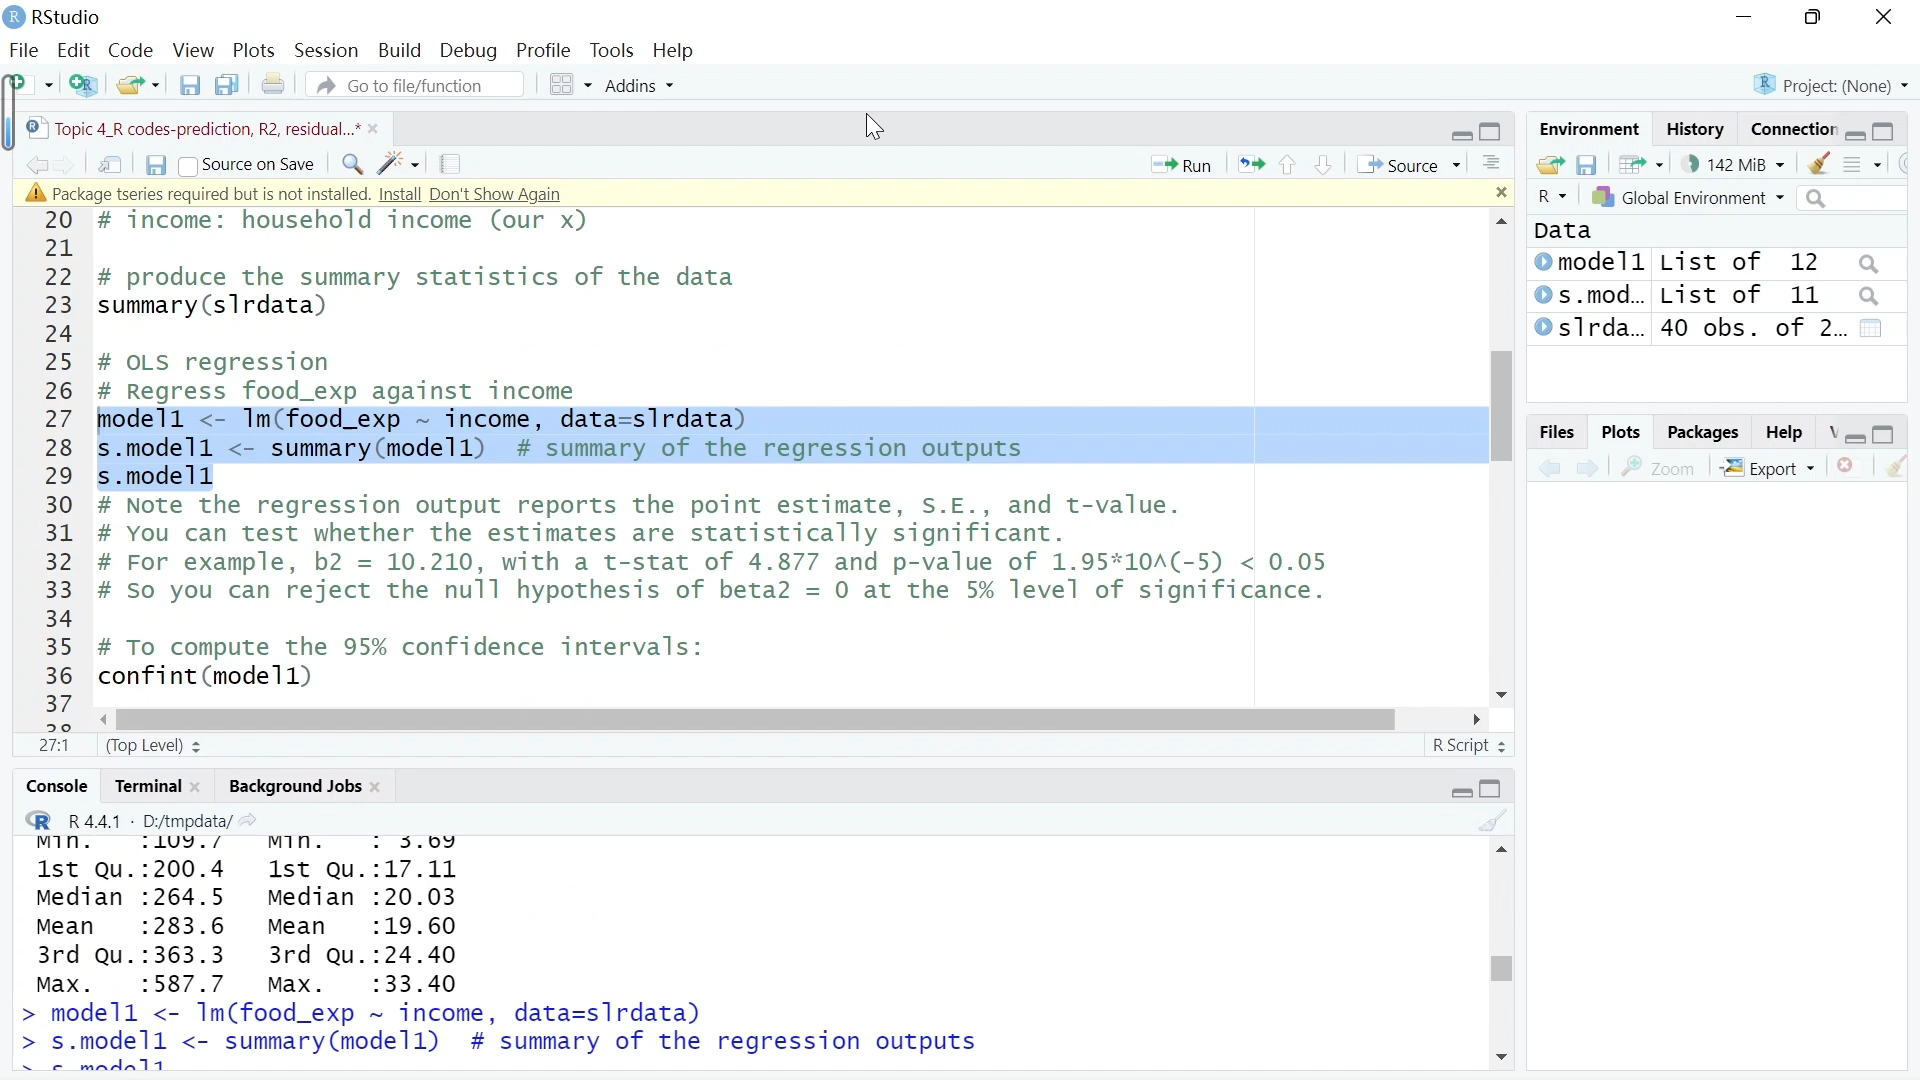 RStudio
File Edit Code View Plots Session Build Debug Profile Tools Help
Go to file/function Addins Project: (None)
Topic 4_R codes-prediction, R2, residual...*
Source on Save Run Source
Package tseries required but is not installed. Install Don't Show Again
20 # income: household income (our x)
21
22 # produce the summary statistics of the data
23 summary(slrdata)
24
25 # OLS regression
26 # Regress food_exp against income
27 model1 <- lm(food_exp ~ income, data=slrdata)
28 s.model1 <- summary(model1) # summary of the regression outputs
29 s.model1
30 # Note the regression output reports the point estimate, S.E., and t-value.
31 # You can test whether the estimates are statistically significant.
32 # For example, b2 = 10.210, with a t-stat of 4.877 and p-value of 1.95*10^(-5) < 0.05
33 # So you can reject the null hypothesis of beta2 = 0 at the 5% level of significance.
34
35 # To compute the 95% confidence intervals:
36 confint(model1)
37
38
27:1 (Top Level) R Script
Console Terminal Background Jobs
R 4.4.1 · D:/tmpdata/
Min. :109.7 Min. : 3.69
1st Qu.:200.4 1st Qu.:17.11
Median :264.5 Median :20.03
Mean :283.6 Mean :19.60
3rd Qu.:363.3 3rd Qu.:24.40
Max. :587.7 Max. :33.40
> model1 <- lm(food_exp ~ income, data=slrdata)
> s.model1 <- summary(model1) # summary of the regression outputs
> s.model1
Environment History Connection
142 MiB
R Global Environment
Data
model1 List of 12
s.mod... List of 11
slrda... 40 obs. of 2...
Files Plots Packages Help V
Zoom Export